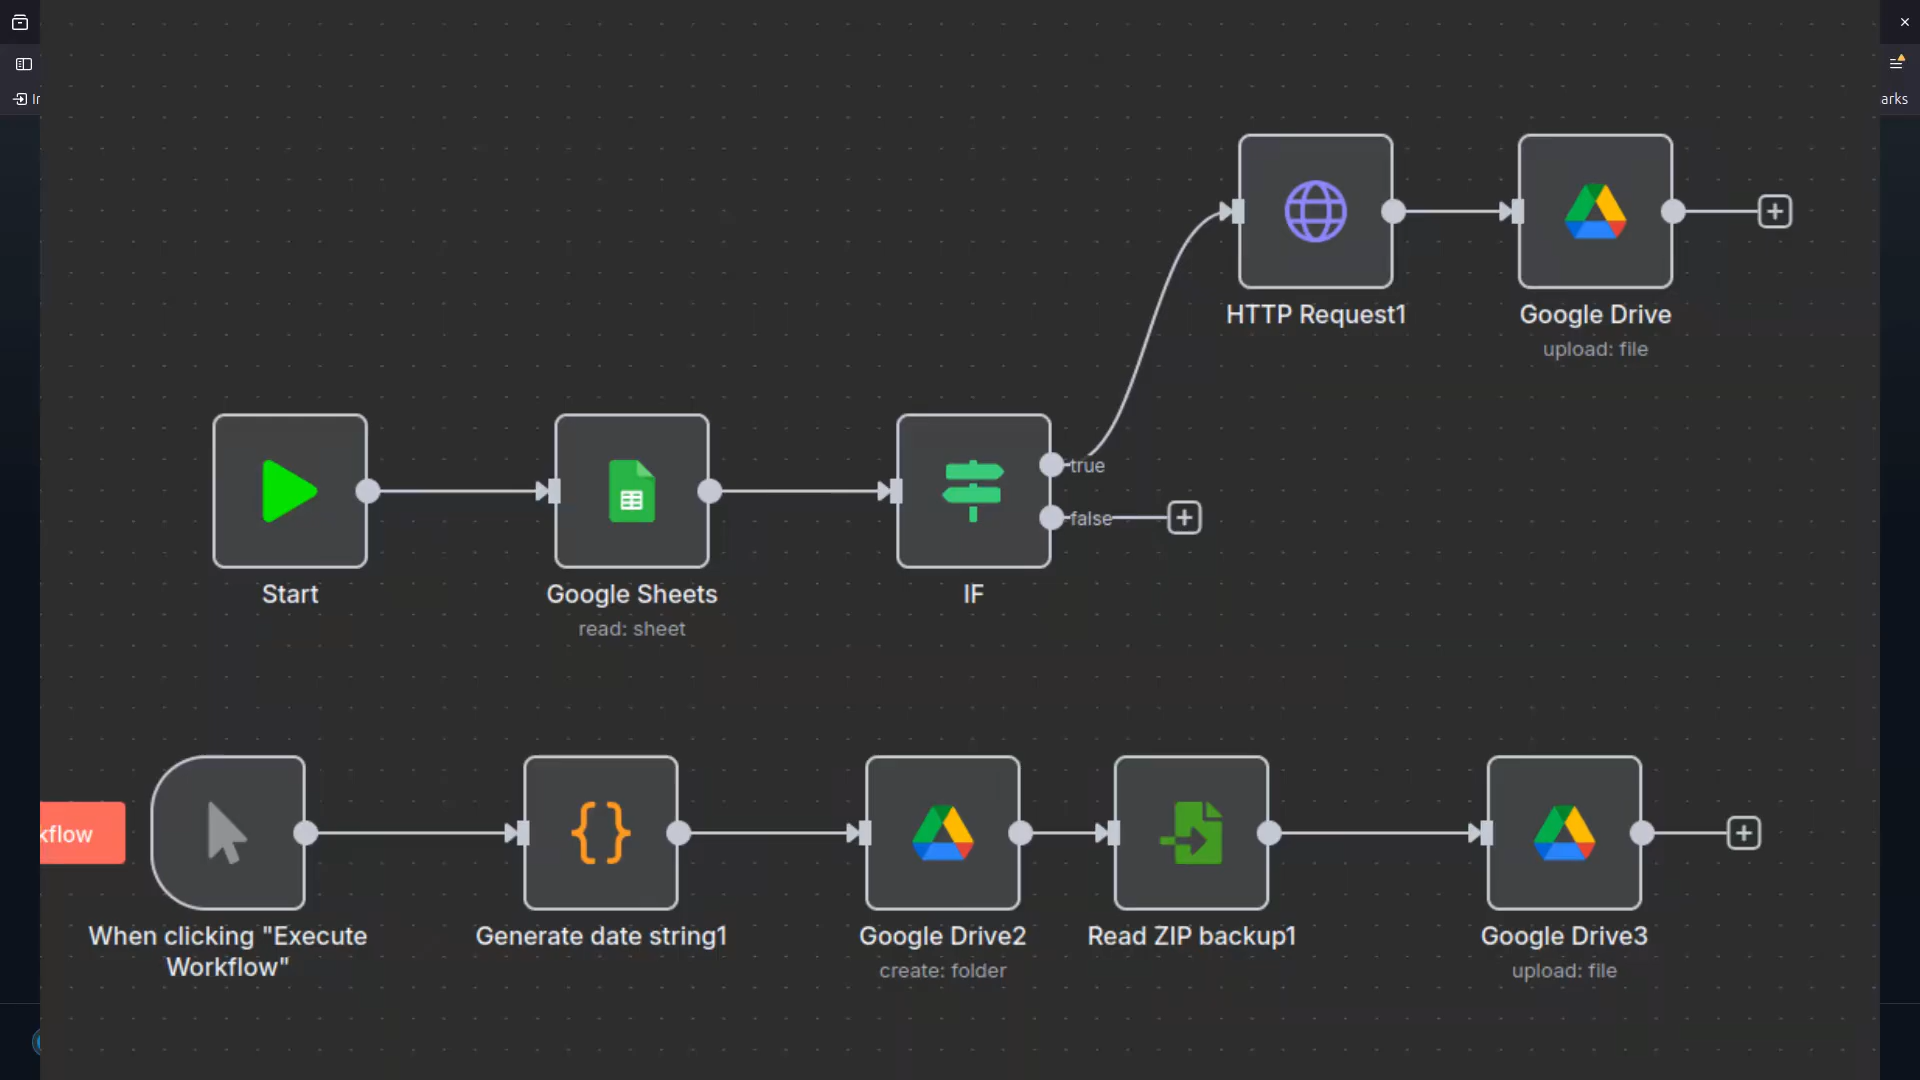 Ir
arks
HTTP Request1
Google Drive
upload: file
true
false
Start
Google Sheets
IF
read: sheet
kflow
When clicking "Execute
Workflow"
Generate date string1
Google Drive2
create: folder
Read ZIP backup1
Google Drive3
upload: file